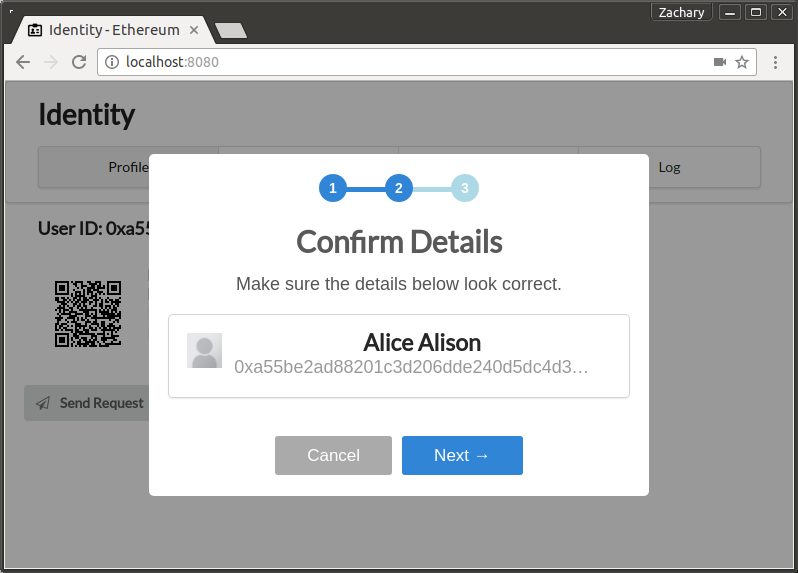 Zachary
Identity - Ethereum
localhost:8080
Identity
Profile
Log
User ID: 0xa55
1
2
3
Confirm Details
Make sure the details below look correct.
Alice Alison
0xa55be2ad88201c3d206dde240d5dc4d3…
Send Request
Cancel
Next →